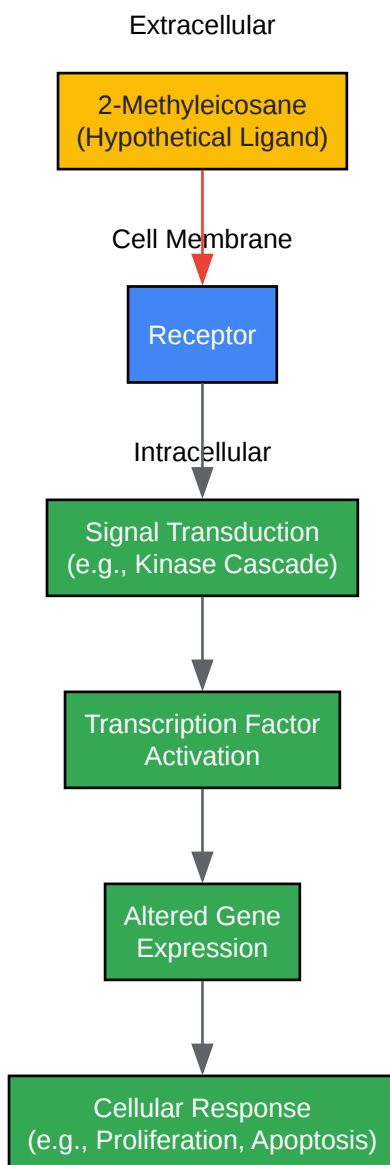 Extracellular
2-Methyleicosane
(Hypothetical Ligand)
Cell Membrane
Receptor
Intracellular
Signal Transduction
(e.g., Kinase Cascade)
Transcription Factor
Activation
Altered Gene
Expression
Cellular Response
(e.g., Proliferation, Apoptosis)